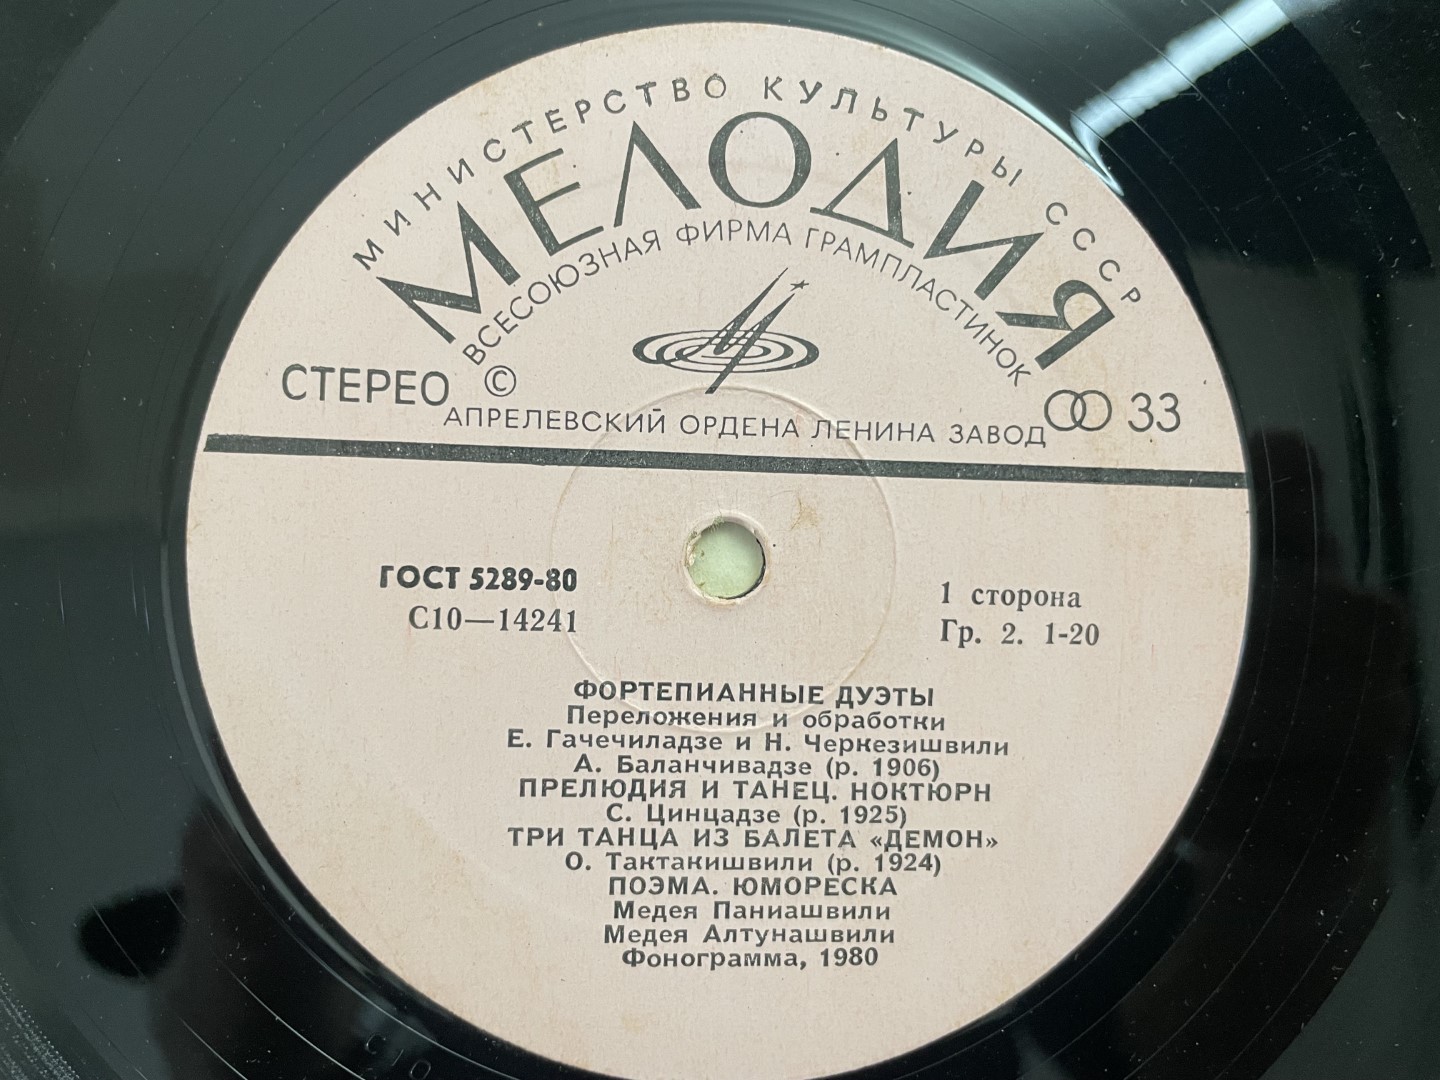 МИНИСТЕРСТВО КУЛЬТУРЫ СССР
МЕЛОДИЯ
ВСЕСОЮЗНАЯ ФИРМА ГРАМПЛАСТИНОК
СТЕРЕО © 33
АПРЕЛЕВСКИЙ ОРДЕНА ЛЕНИНА ЗАВОД
ГОСТ 5289-80
С10—14241
1 сторона
Гр. 2. 1-20
ФОРТЕПИАННЫЕ ДУЭТЫ
Переложения и обработки
Е. Гачечиладзе и Н. Черкезишвили
А. Баланчивадзе (р. 1906)
ПРЕЛЮДИЯ И ТАНЕЦ. НОКТЮРН
С. Цинцадзе (р. 1925)
ТРИ ТАНЦА ИЗ БАЛЕТА «ДЕМОН»
О. Тактакишвили (р. 1924)
ПОЭМА. ЮМОРЕСКА
Медея Паниашвили
Медея Алтунашвили
Фонограмма, 1980